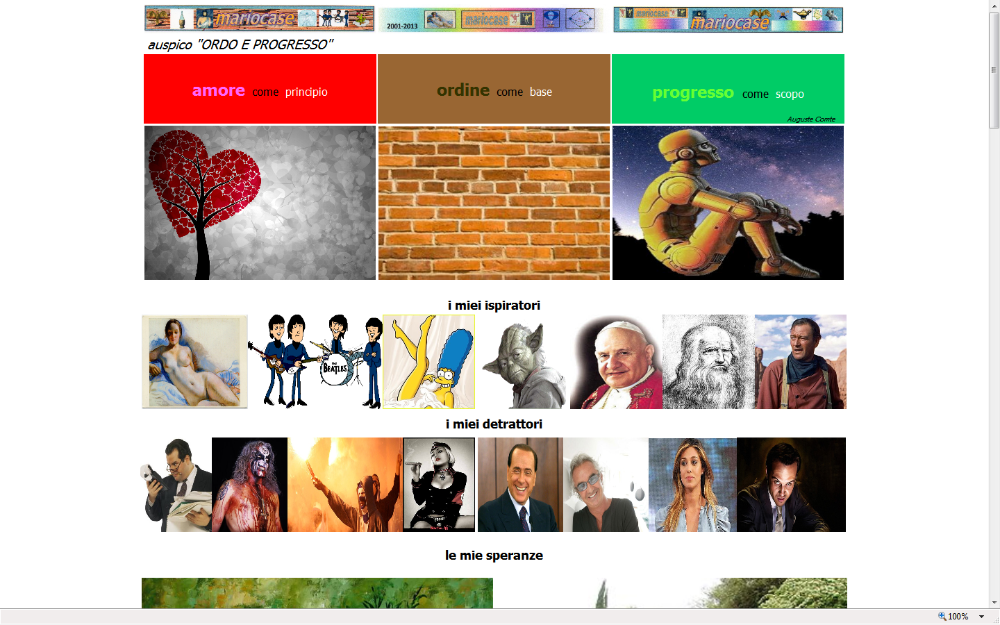 mariocase
2001-2013 mariocase
mariocase mariocase
auspico "ORDO E PROGRESSO"
amore come principio
ordine come base
progresso come scopo
Auguste Comte
i miei ispiratori
THE BEATLES
i miei detrattori
le mie speranze
100%